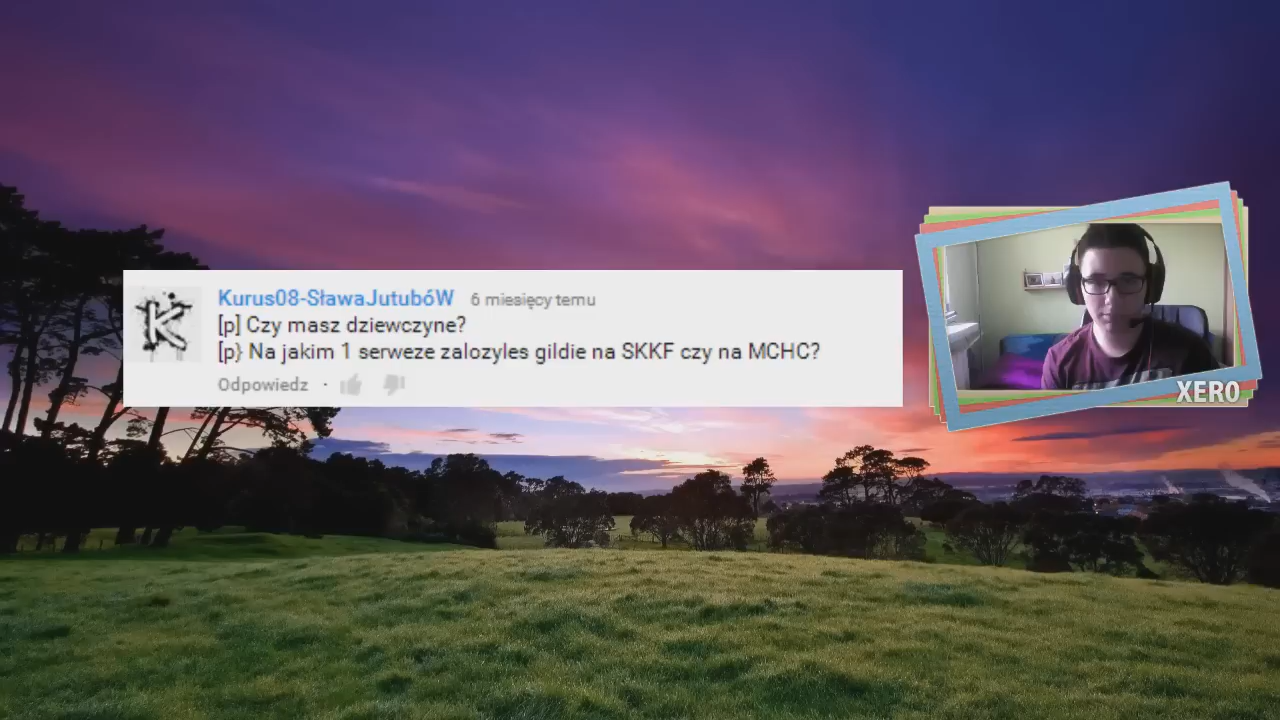 Kurus08-SławaJutubóW 6 miesięcy temu
[p] Czy masz dziewczyne?
[p} Na jakim 1 serweze zalozyles gildie na SKKF czy na MCHC?
Odpowiedz ·
XER0